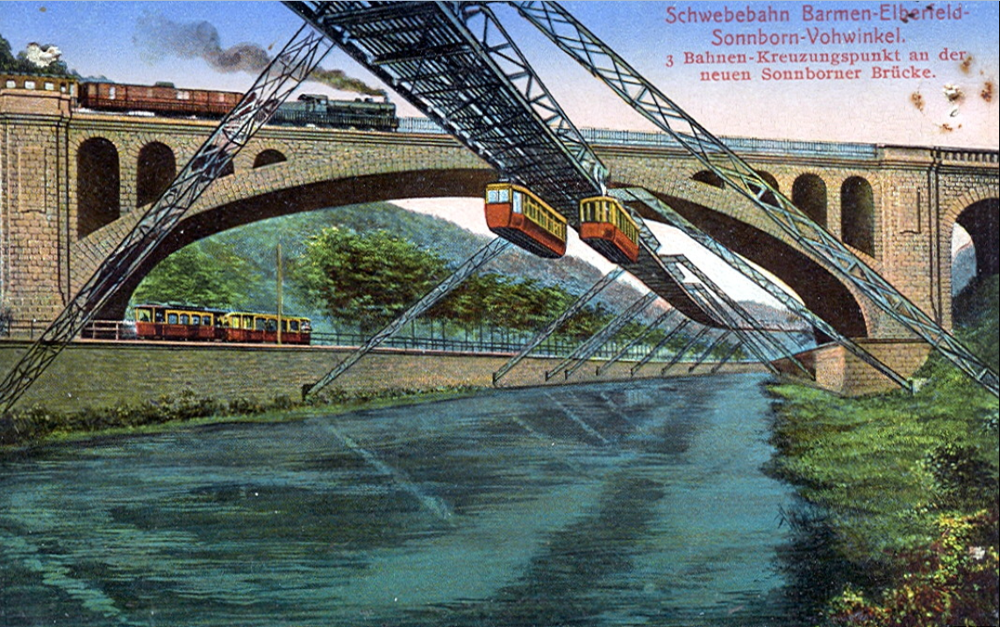 Schwebebahn Barmen-Elberfeld-
Sonnborn-Vohwinkel.
3 Bahnen-Kreuzungspunkt an der
neuen Sonnborner Brücke.